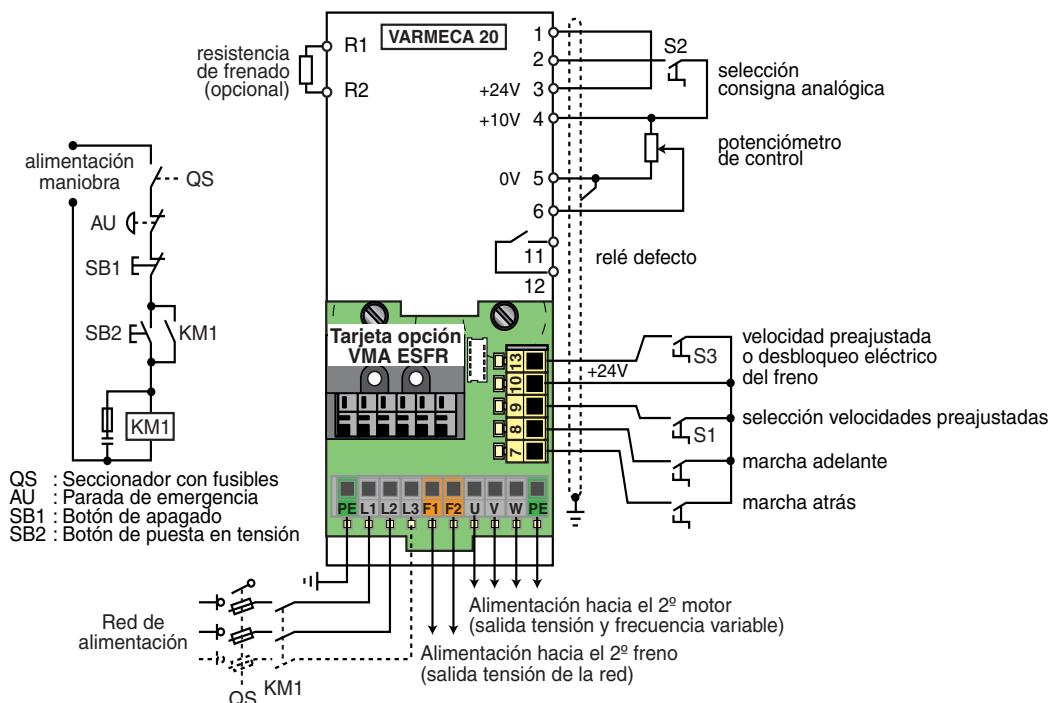 VARMECA 20
resistencia
de frenado
(opcional)
R1
R2
1
2
+24V 3
+10V 4
0V 5
6
11
12
S2
selección
consigna analógica
potenciómetro
de control
relé defecto
alimentación
maniobra
QS
AU
SB1
SB2
KM1
KM1
QS : Seccionador con fusibles
AU : Parada de emergencia
SB1 : Botón de apagado
SB2 : Botón de puesta en tensión
Tarjeta opción
VMA ESFR
13
10
9
8
7
+24V
S3
velocidad preajustada
o desbloqueo eléctrico
del freno
S1
selección velocidades preajustadas
marcha adelante
marcha atrás
PE L1 L2 L3 F1 F2 U V W PE
Red de
alimentación
QS
KM1
Alimentación hacia el 2º motor
(salida tensión y frecuencia variable)
Alimentación hacia el 2º freno
(salida tensión de la red)